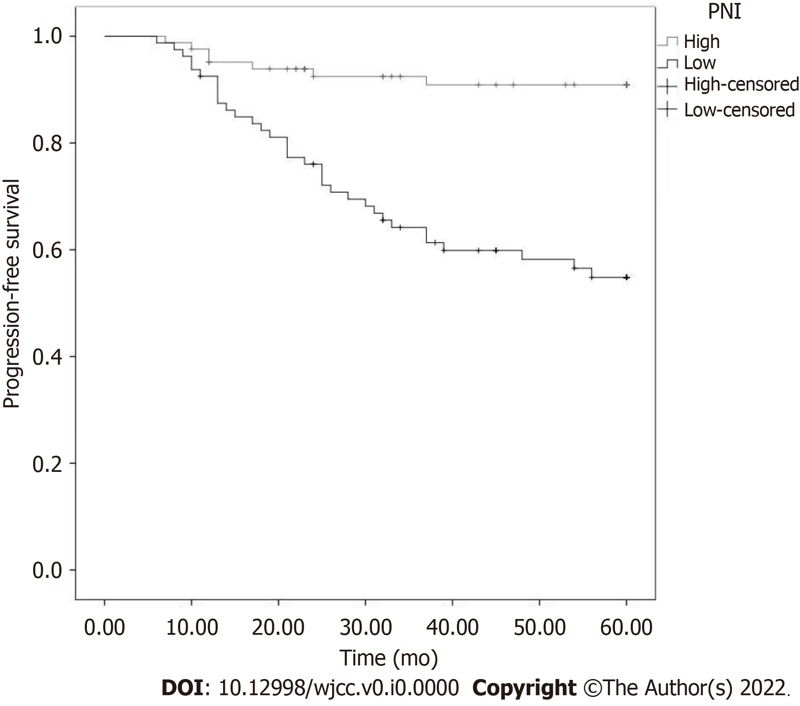 PNI
High
Low
High-censored
Low-censored
Progression-free survival
1.0
0.8
0.6
0.4
0.2
0.0
0.00 10.00 20.00 30.00 40.00 50.00 60.00
Time (mo)
DOI: 10.12998/wjcc.v0.i0.0000 Copyright ©The Author(s) 2022.